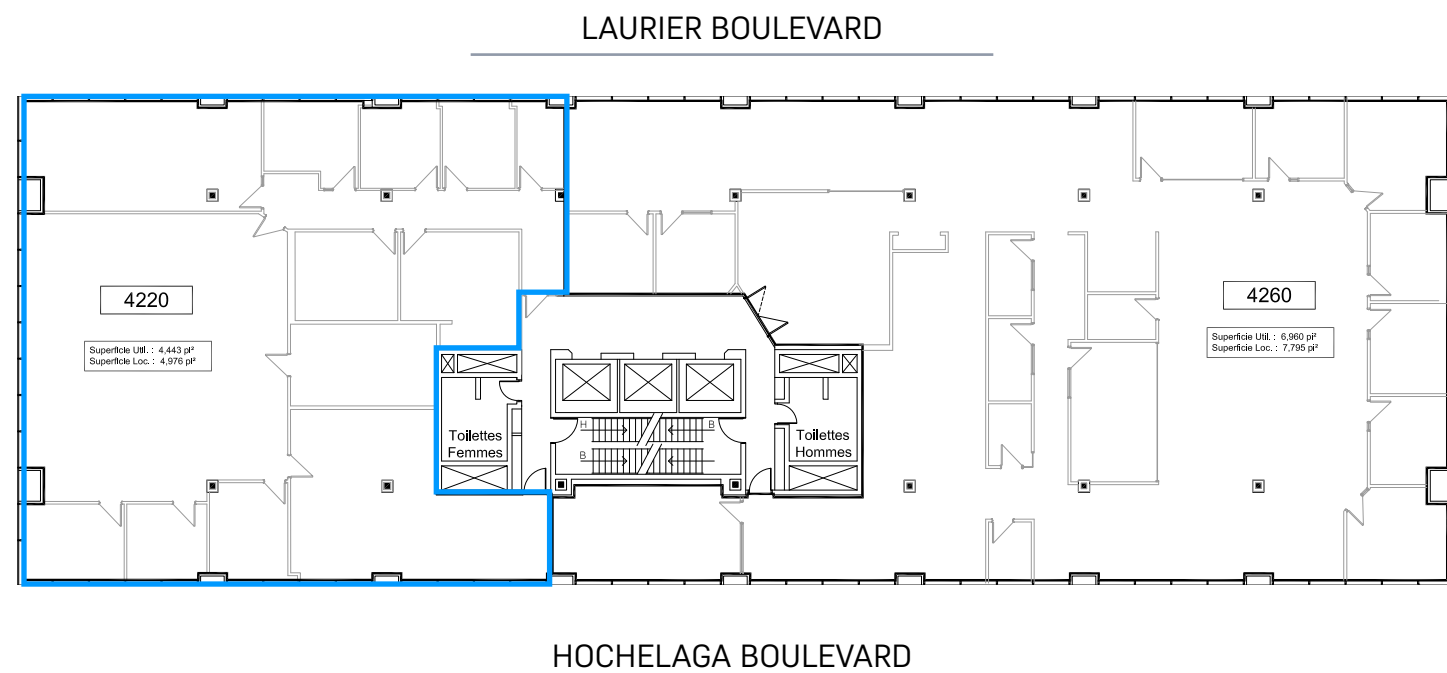 LAURIER BOULEVARD
4220
Superficie Util. : 4,443 pi²
Superficie Loc. : 4,976 pi²
4260
Superficie Util. : 6,960 pi²
Superficie Loc. : 7,795 pi²
H
B
B
Toilettes
Femmes
Toilettes
Hommes
HOCHELAGA BOULEVARD